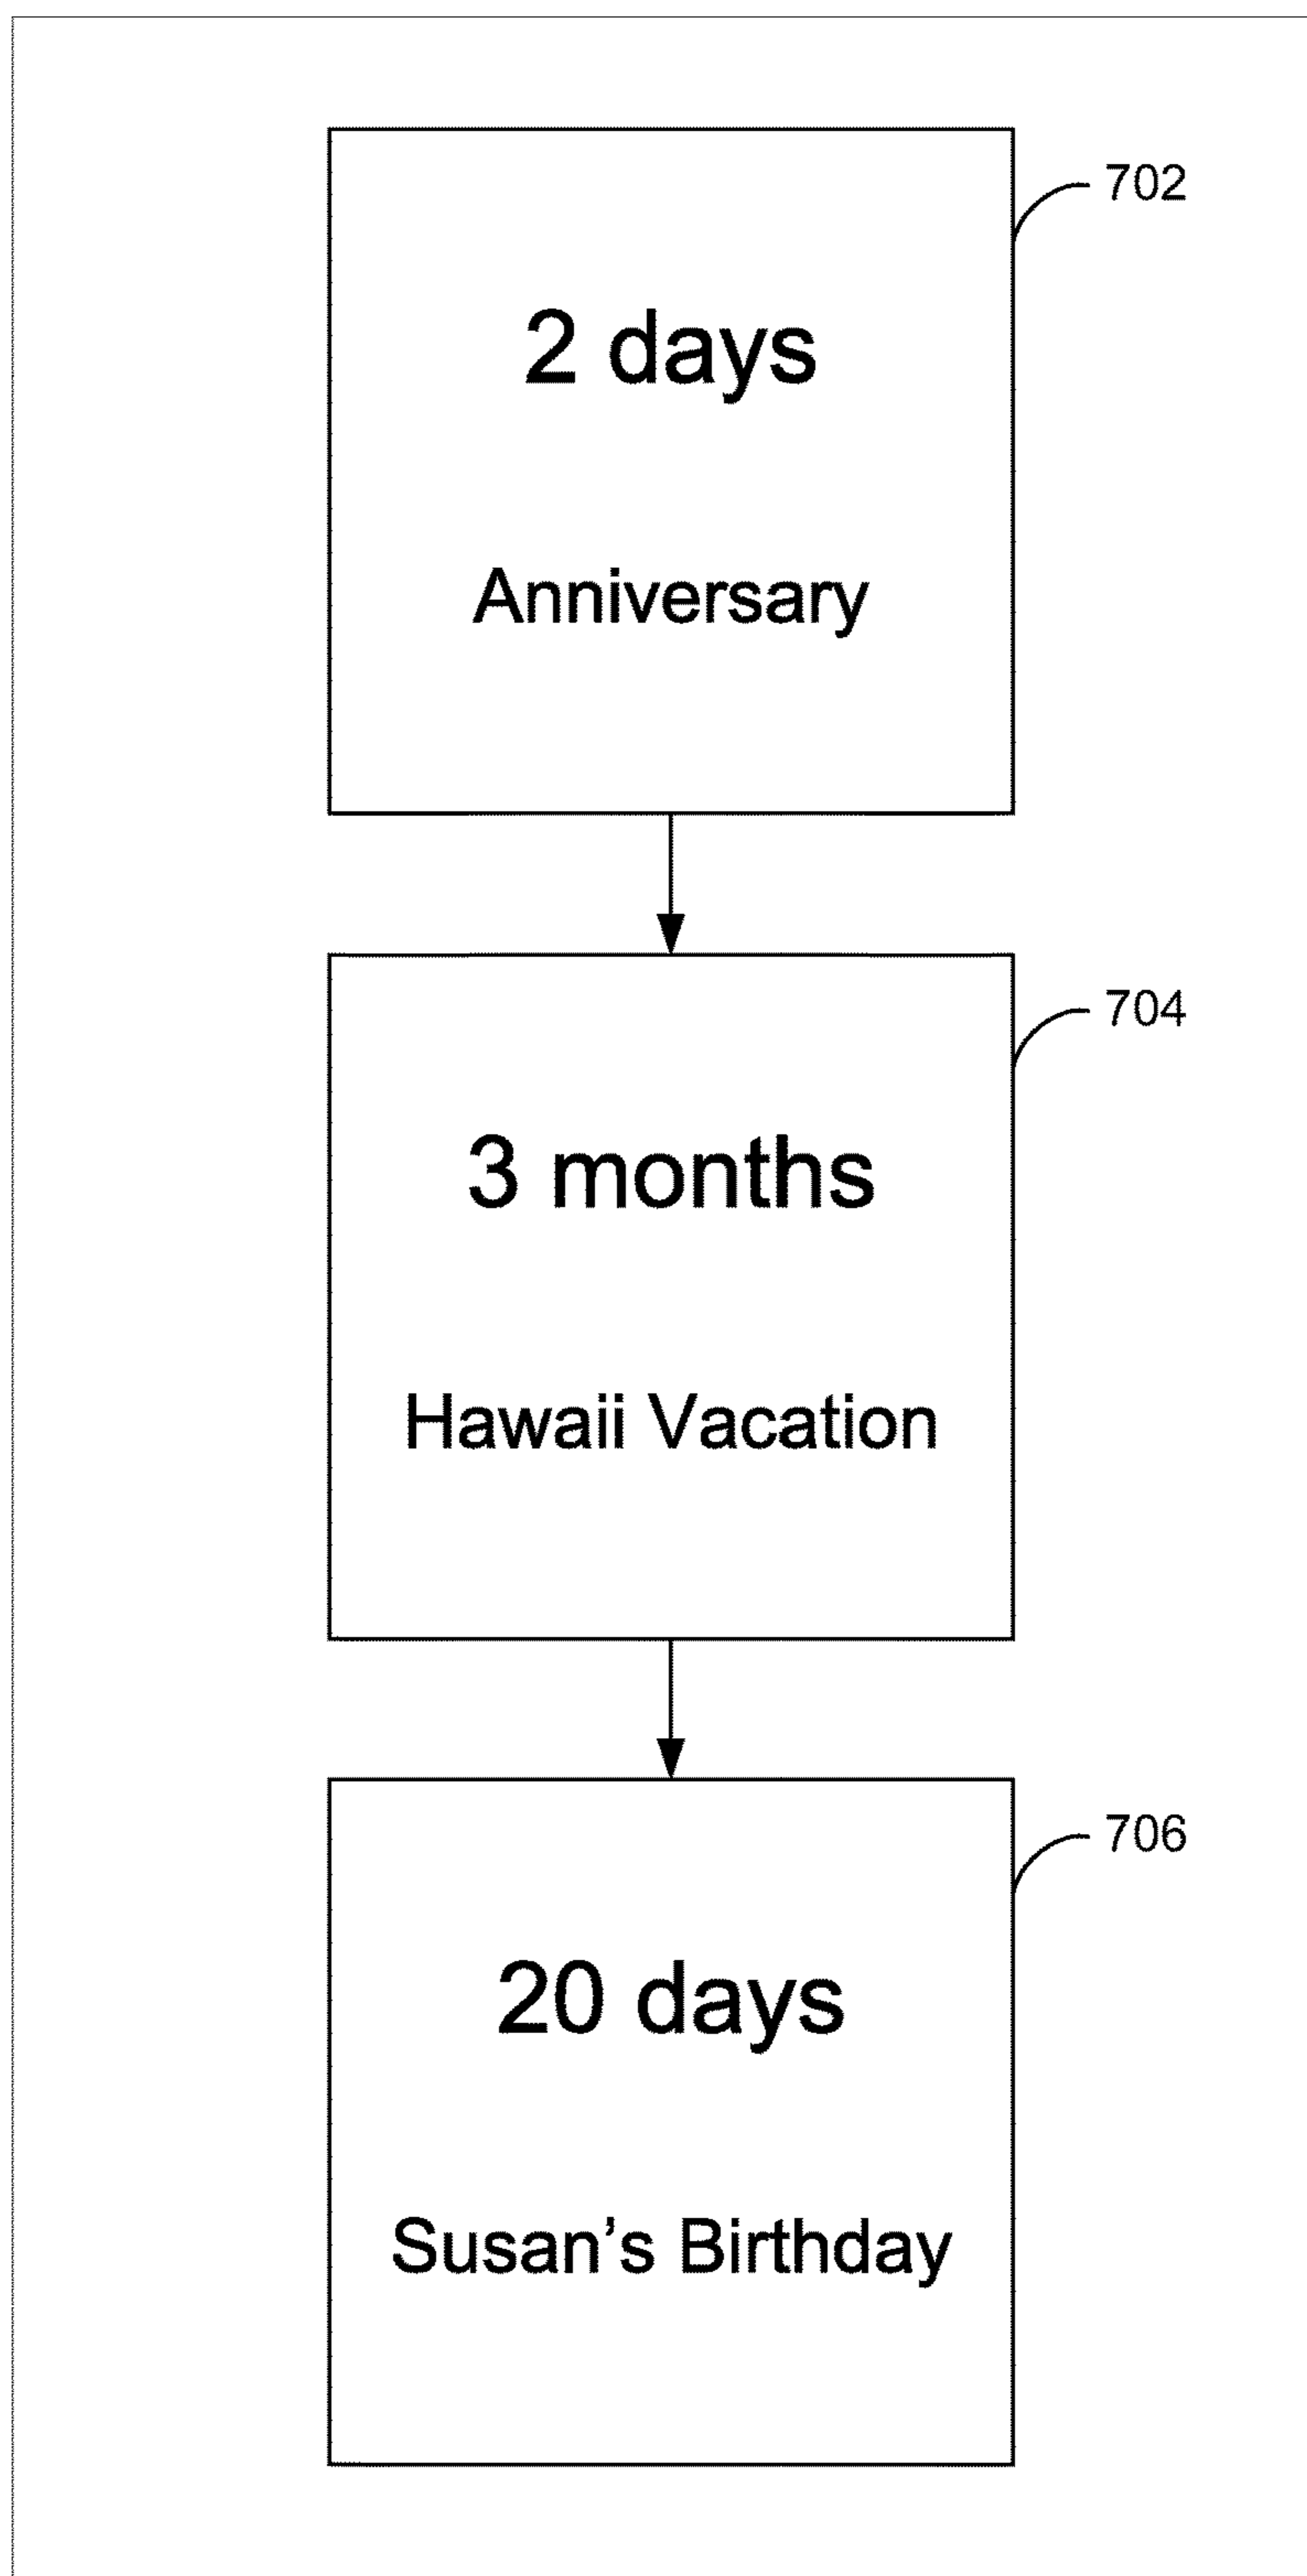 702
2 days
Anniversary
704
3 months
Hawaii Vacation
706
20 days
Susan’s Birthday